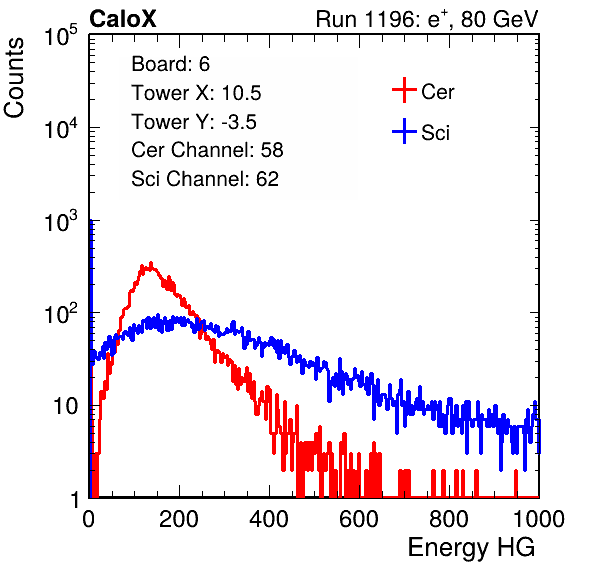 CaloX Run 1196: e+, 80 GeV
Board: 6
Tower X: 10.5
Tower Y: -3.5
Cer Channel: 58
Sci Channel: 62
Cer
Sci
Counts
10^5
10^4
10^3
10^2
10
1
0 200 400 600 800 1000
Energy HG